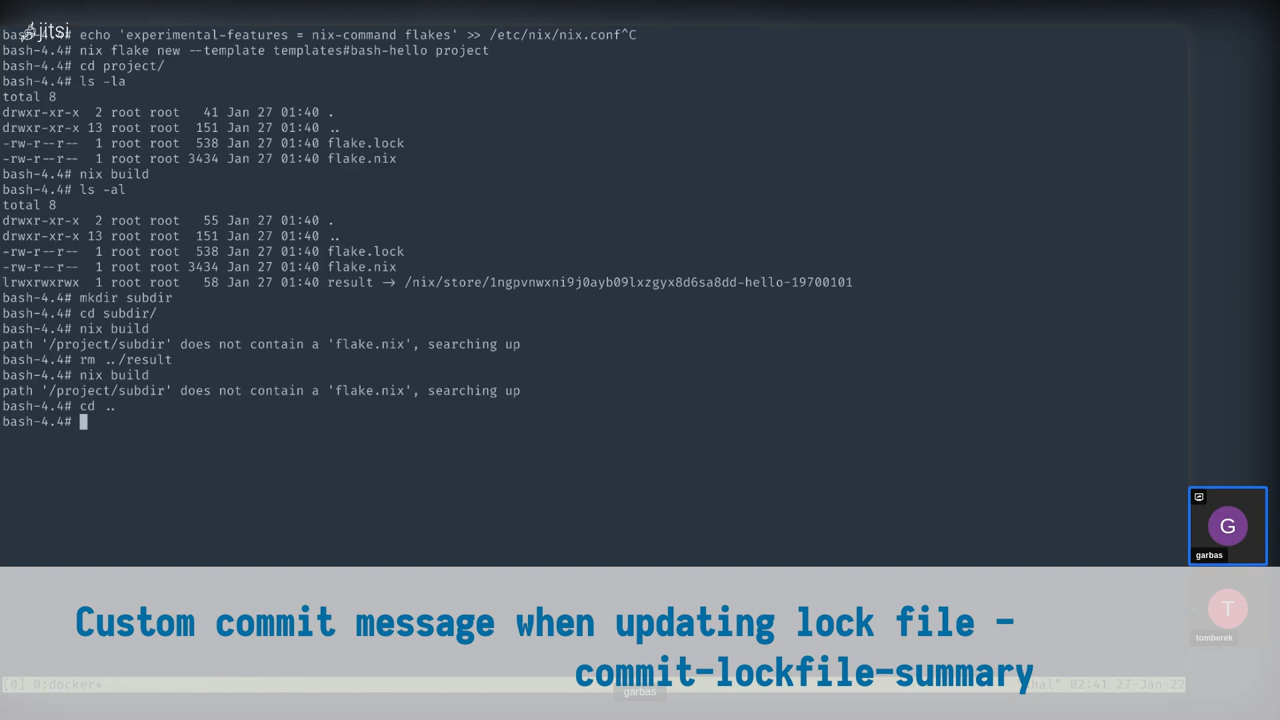 jitsi
bash-4.4# echo 'experimental-features = nix-command flakes' >> /etc/nix/nix.conf^C
bash-4.4# nix flake new --template templates#bash-hello project
bash-4.4# cd project/
bash-4.4# ls -la
total 8
drwxr-xr-x  2 root root   41 Jan 27 01:40 .
drwxr-xr-x 13 root root  151 Jan 27 01:40 ..
-rw-r--r--  1 root root  538 Jan 27 01:40 flake.lock
-rw-r--r--  1 root root 3434 Jan 27 01:40 flake.nix
bash-4.4# nix build
bash-4.4# ls -al
total 8
drwxr-xr-x  2 root root   55 Jan 27 01:40 .
drwxr-xr-x 13 root root  151 Jan 27 01:40 ..
-rw-r--r--  1 root root  538 Jan 27 01:40 flake.lock
-rw-r--r--  1 root root 3434 Jan 27 01:40 flake.nix
lrwxrwxrwx  1 root root   58 Jan 27 01:40 result -> /nix/store/1ngpvnwxni9j0ayb09lxzgyx8d6sa8dd-hello-19700101
bash-4.4# mkdir subdir
bash-4.4# cd subdir/
bash-4.4# nix build
path '/project/subdir' does not contain a 'flake.nix', searching up
bash-4.4# rm ../result
bash-4.4# nix build
path '/project/subdir' does not contain a 'flake.nix', searching up
bash-4.4# cd ..
bash-4.4#
G
garbas
T
tomberek
Custom commit message when updating lock file -
commit-lockfile-summary
[0] 0:docker*
02:41 27-Jan-22
garbas